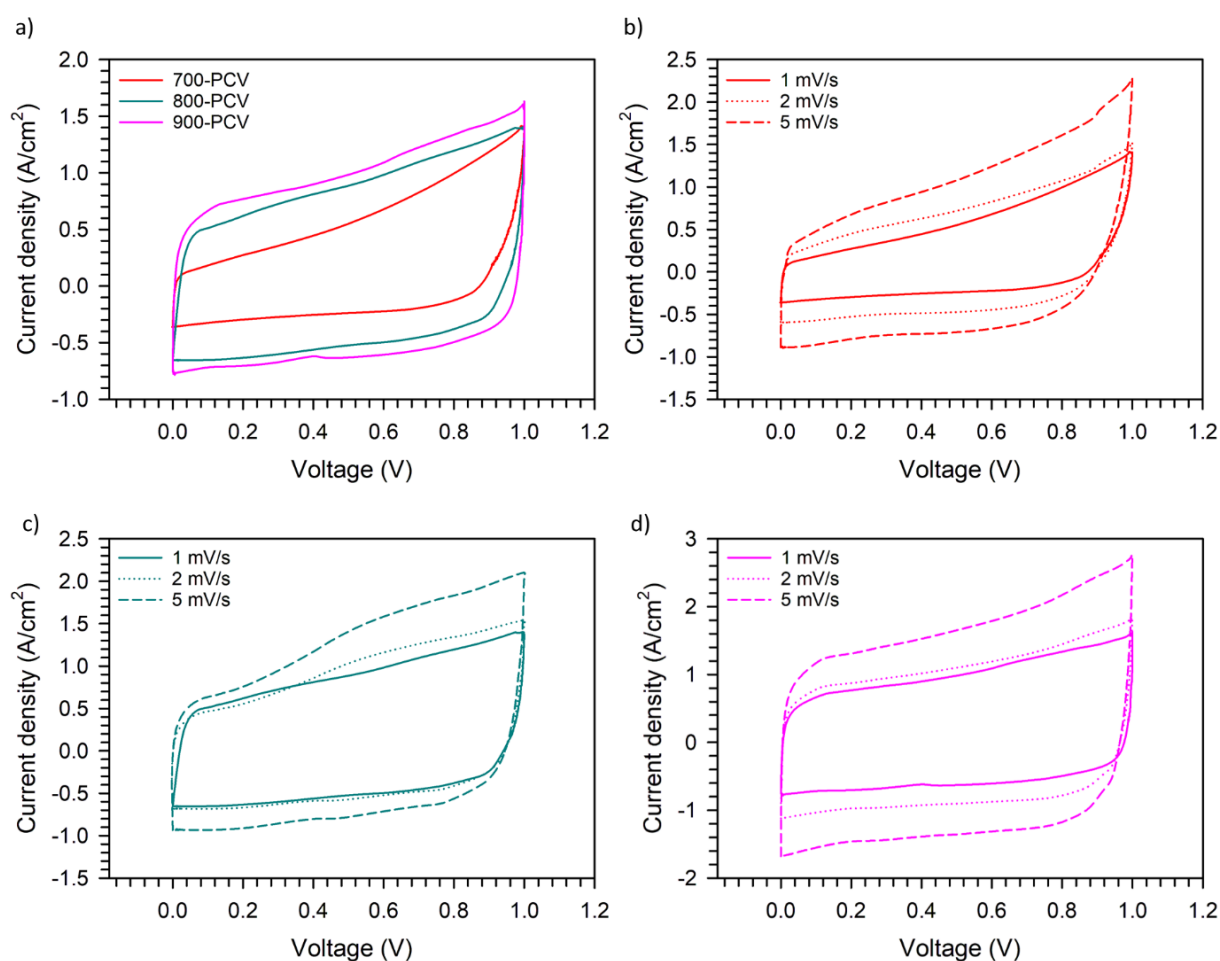 a)
2.0
1.5
1.0
0.5
0.0
-0.5
-1.0
Current density (A/cm²)
700-PCV
800-PCV
900-PCV
0.0 0.2 0.4 0.6 0.8 1.0 1.2
Voltage (V)
b)
2.5
2.0
1.5
1.0
0.5
0.0
-0.5
-1.0
-1.5
Current density (A/cm²)
1 mV/s
2 mV/s
5 mV/s
0.0 0.2 0.4 0.6 0.8 1.0 1.2
Voltage (V)
c)
2.5
2.0
1.5
1.0
0.5
0.0
-0.5
-1.0
-1.5
Current density (A/cm²)
1 mV/s
2 mV/s
5 mV/s
0.0 0.2 0.4 0.6 0.8 1.0 1.2
Voltage (V)
d)
3
2
1
0
-1
-2
Current density (A/cm²)
1 mV/s
2 mV/s
5 mV/s
0.0 0.2 0.4 0.6 0.8 1.0 1.2
Voltage (V)